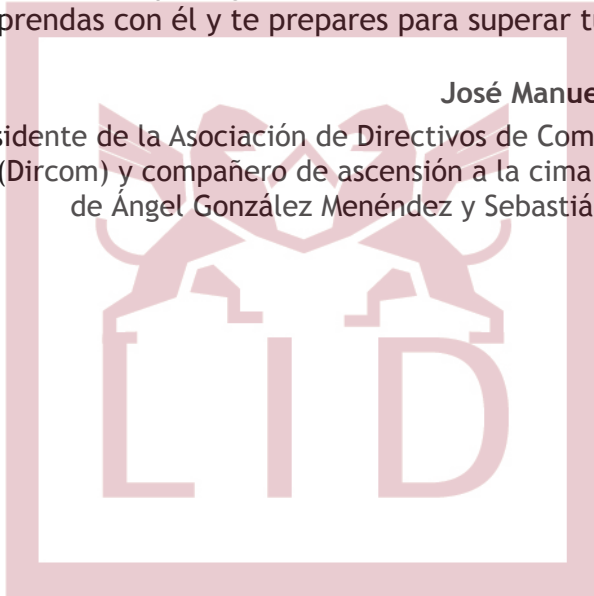 prendas con él y te prepares para superar t
José Manue
sidente de la Asociación de Directivos de Com
(Dircom) y compañero de ascensión a la cima
de Ángel González Menéndez y Sebastiá
LID